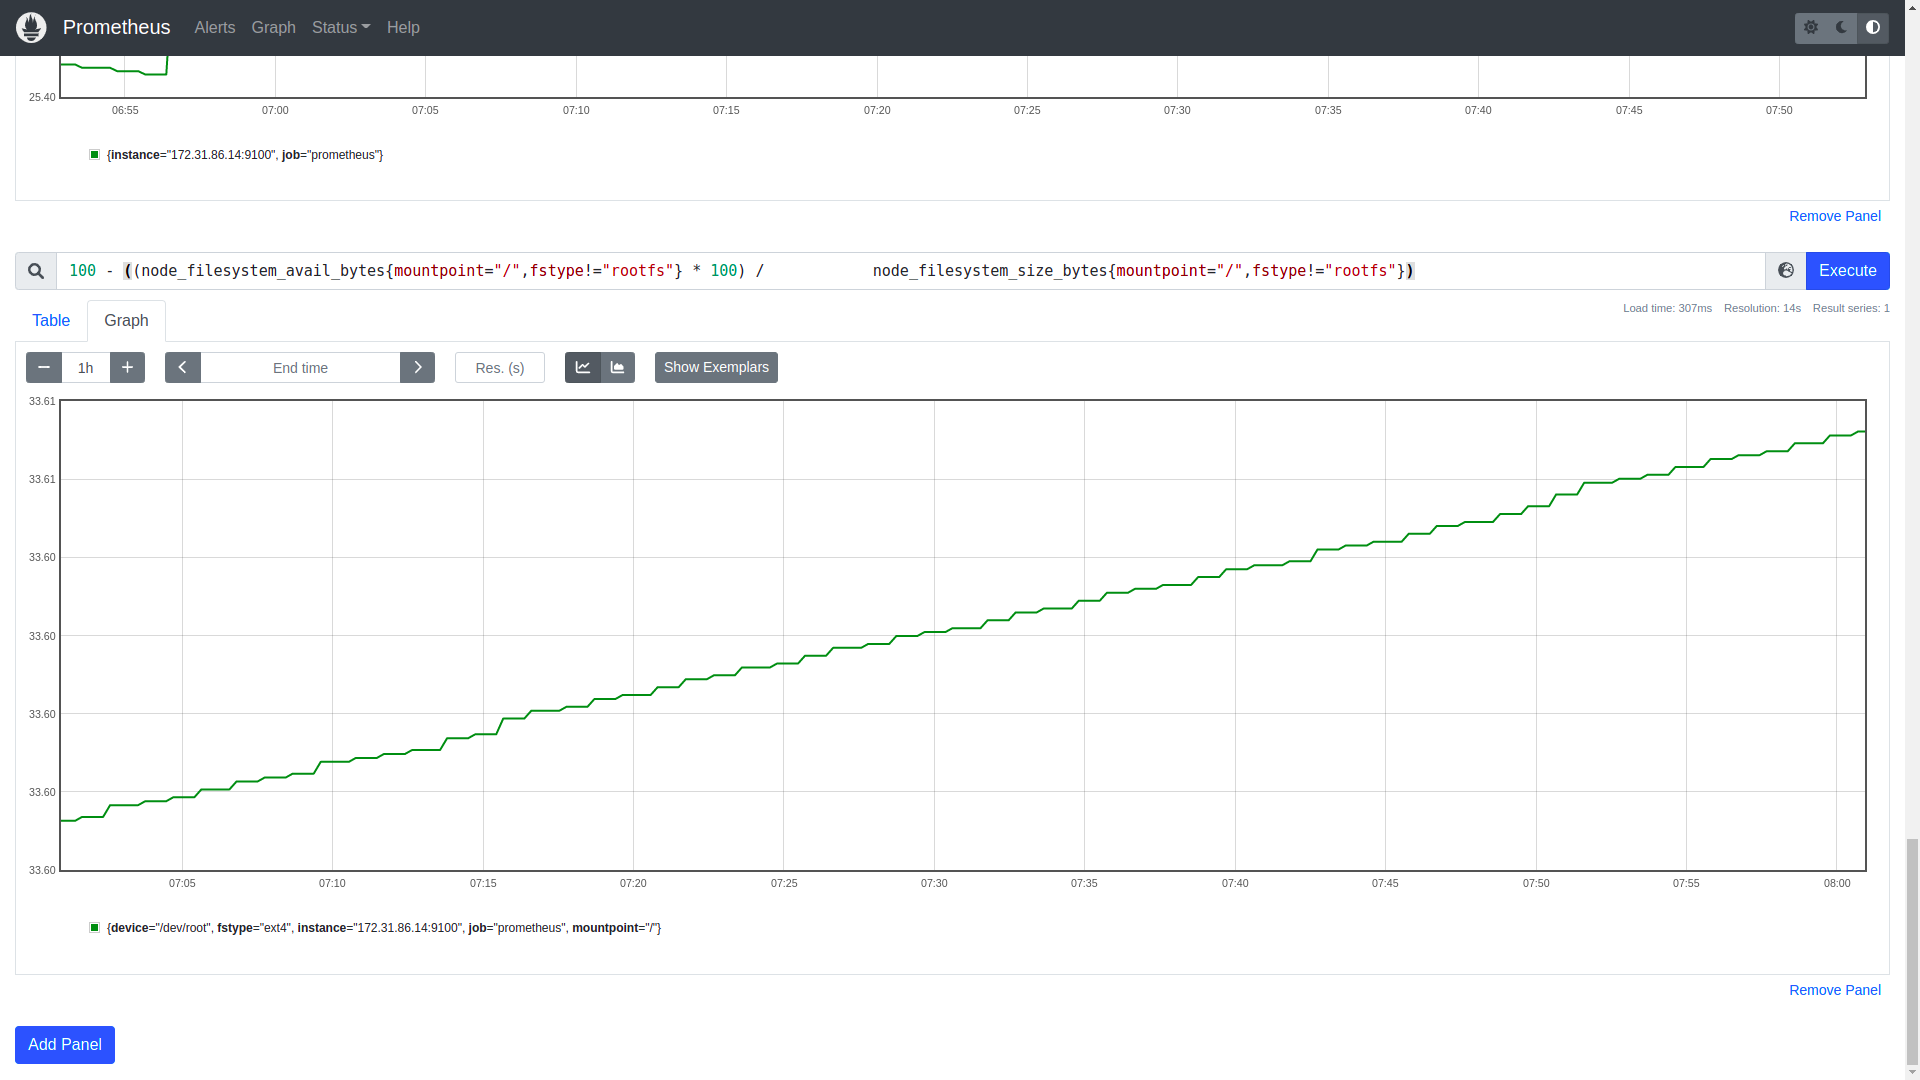 Prometheus Alerts Graph Status Help
25.40
06:55 07:00 07:05 07:10 07:15 07:20 07:25 07:30 07:35 07:40 07:45 07:50
{instance="172.31.86.14:9100", job="prometheus"}
Remove Panel
100 - ((node_filesystem_avail_bytes{mountpoint="/",fstype!="rootfs"} * 100) /            node_filesystem_size_bytes{mountpoint="/",fstype!="rootfs"})
Execute
Table Graph
Load time: 307ms Resolution: 14s Result series: 1
1h End time Res. (s) Show Exemplars
33.61
33.61
33.60
33.60
33.60
33.60
33.60
07:05 07:10 07:15 07:20 07:25 07:30 07:35 07:40 07:45 07:50 07:55 08:00
{device="/dev/root", fstype="ext4", instance="172.31.86.14:9100", job="prometheus", mountpoint="/"}
Remove Panel
Add Panel